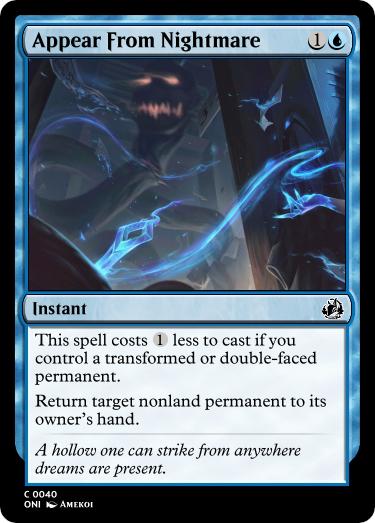 Appear From Nightmare 1
Instant
This spell costs 1 less to cast if you
control a transformed or double-faced
permanent.
Return target nonland permanent to its
owner's hand.
A hollow one can strike from anywhere
dreams are present.
C 0040
ONI AMEKOI